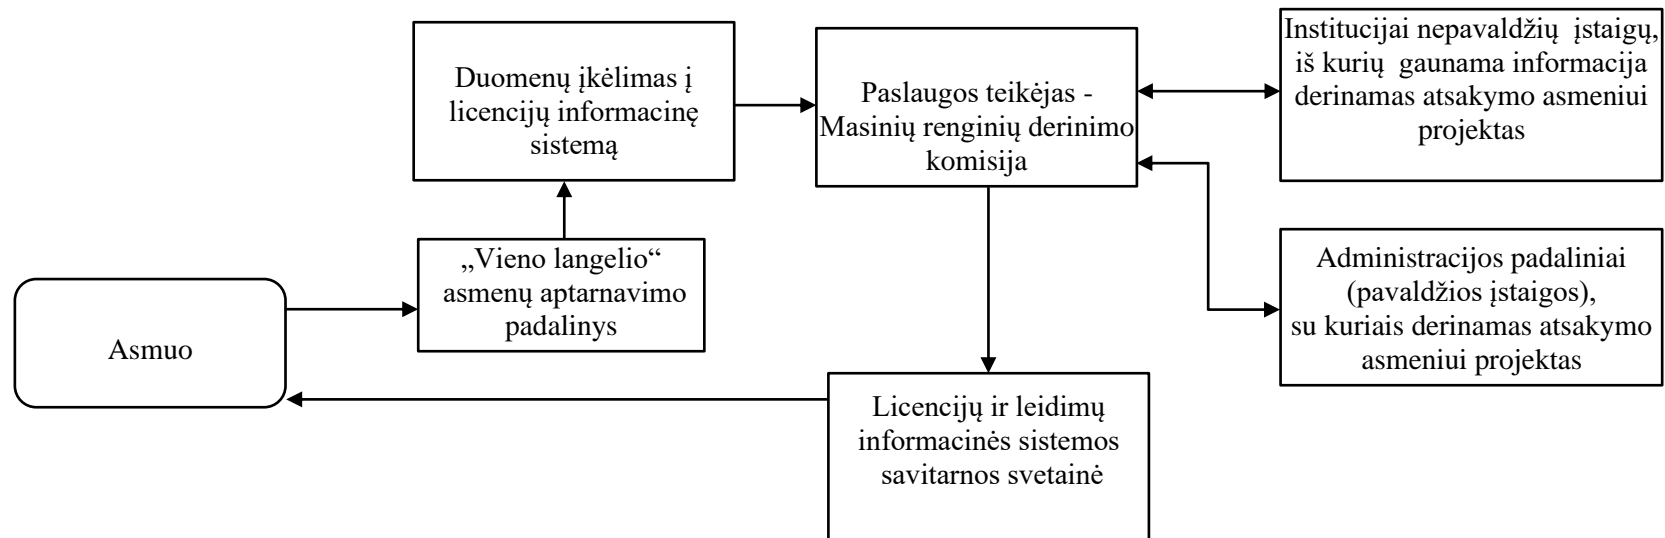 Asmuo
„Vieno langelio“
asmenų aptarnavimo
padalinys
Duomenų įkėlimas į
licencijų informacinę
sistemą
Paslaugos teikėjas -
Masinių renginių derinimo
komisija
Institucijai nepavaldžių įstaigų,
iš kurių gaunama informacija
derinamas atsakymo asmeniui
projektas
Administracijos padaliniai
(pavaldžios įstaigos),
su kuriais derinamas atsakymo
asmeniui projektas
Licencijų ir leidimų
informacinės sistemos
savitarnos svetainė